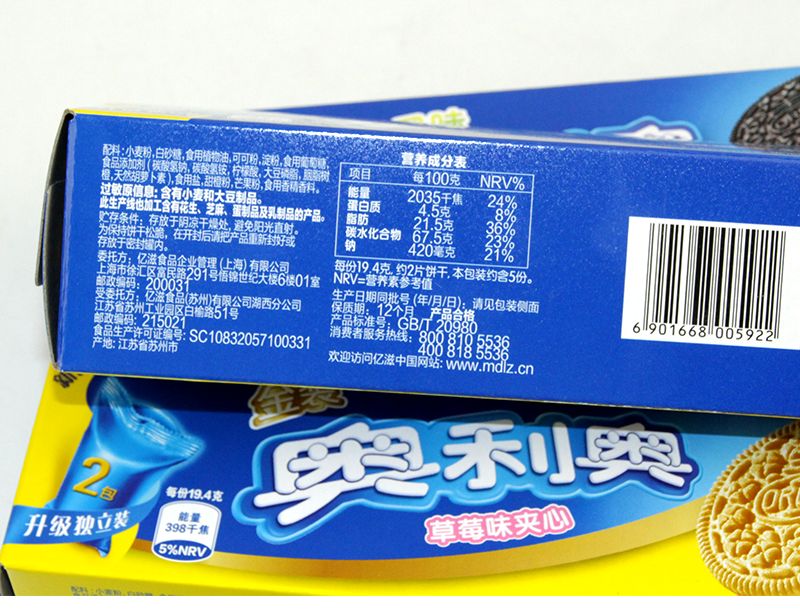 味
配料:小麦粉,白砂糖,食用植物油,可可粉,淀粉,食用葡萄糖,
食品添加剂(碳酸氢钠,碳酸氢铵,柠檬酸,大豆磷脂,胭脂树
橙,天然胡萝卜素),食用盐,甜橙粉,芒果粉,食用香精香料。
过敏原信息:含有小麦和大豆制品。
此生产线也加工含有花生、芝麻、蛋制品及乳制品的产品。
贮存条件:存放于阴凉干燥处,避免阳光直射。
为保持饼干松脆,在开封后请把产品重新封好或
存放于密封罐内。
委托方:亿滋食品企业管理(上海)有限公司
上海市徐汇区富民路291号悟锦世纪大楼6楼01室
邮政编码:200031
受委托方:亿滋食品(苏州)有限公司湖西分公司
江苏省苏州工业园区白榆路51号
邮政编码:215021
食品生产许可证编号:SC10832057100331
产地:江苏省苏州市
营养成分表
项目 每100克 NRV%
能量 2035千焦 24%
蛋白质 4.5克 8%
脂肪 21.5克 36%
碳水化合物 67.5克 23%
钠 420毫克 21%
每份19.4克,约2片饼干,本包装约含5份。
NRV=营养素参考值
生产日期同批号(年/月/日):请见包装侧面
保质期:12个月 产品合格
产品标准号:GB/T 20980
消费者服务热线:800 810 5536
400 818 5536
欢迎访问亿滋中国网站:www.mdlz.cn
6 901668 005922
金装
奥利奥
草莓味夹心
2包
升级独立装
每份19.4克
能量
398千焦
5%NRV